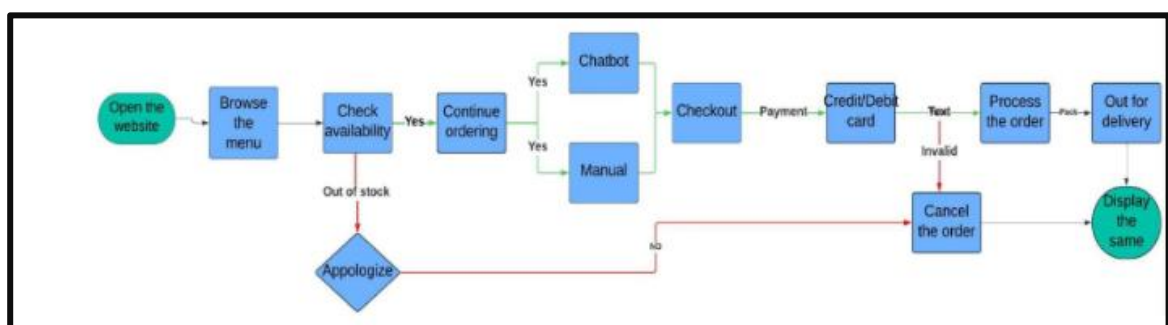 Open the
website
Browse
the
menu
Check
availability
Yes
Continue
ordering
Yes
Chatbot
Yes
Manual
Checkout
Payment
Credit/Debit
card
Text
Invalid
Process
the order
Pack
Out for
delivery
Out of stock
Appologize
NO
Cancel
the order
Display
the
same